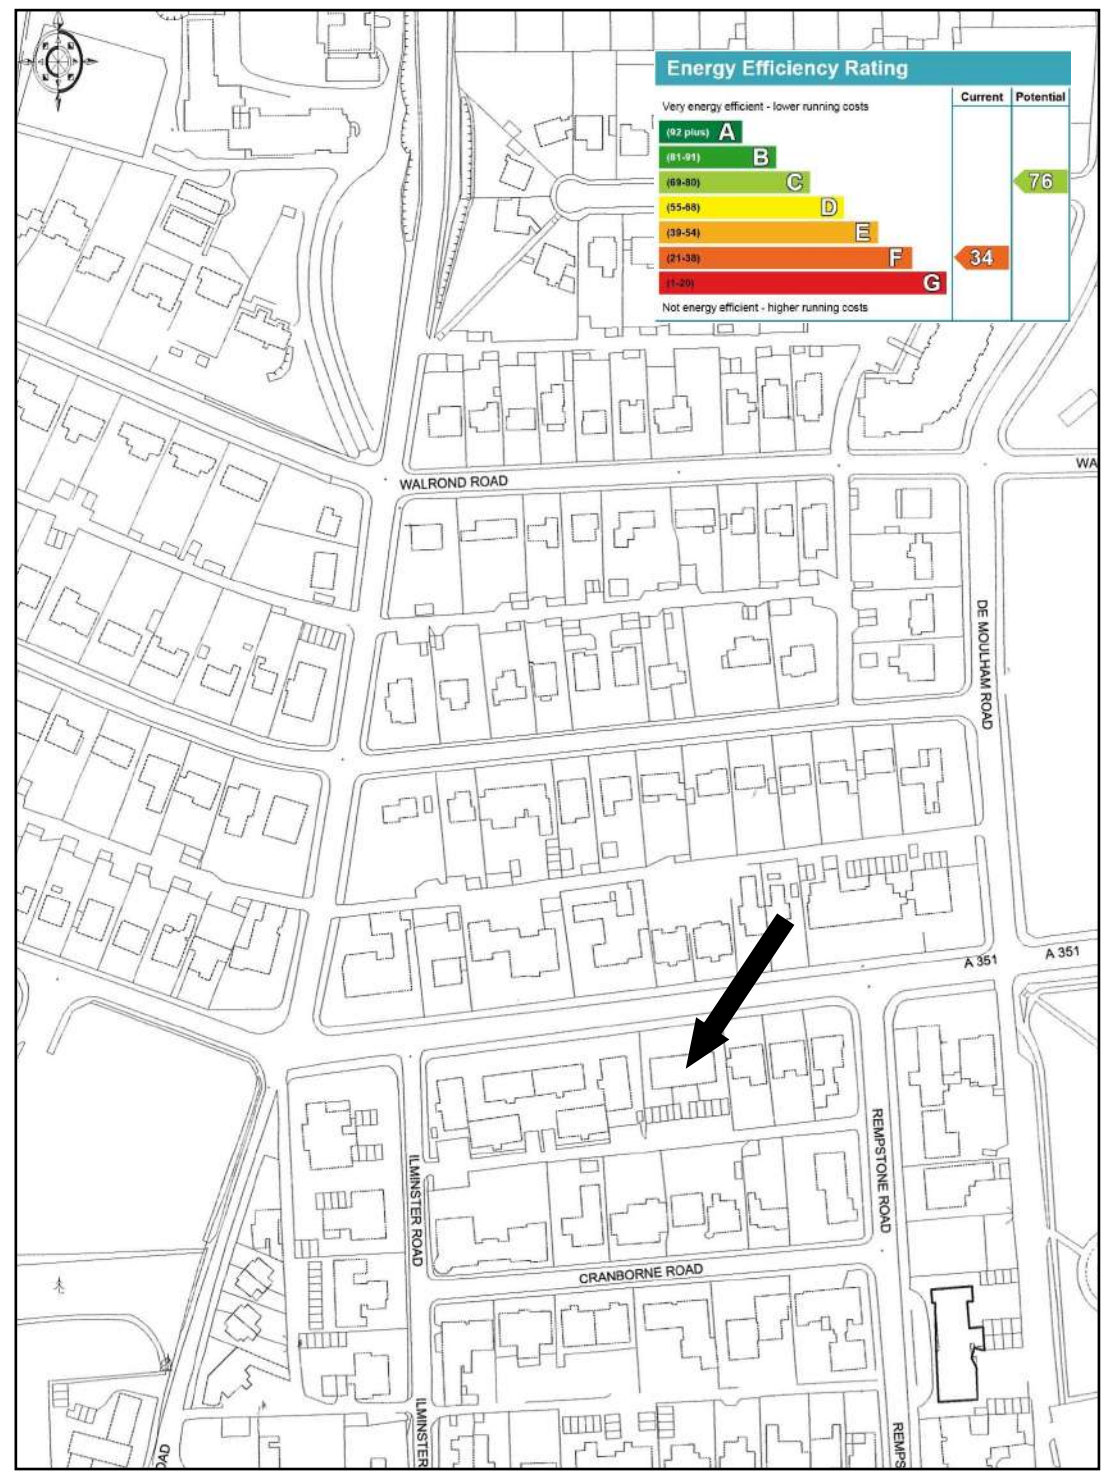 Energy Efficiency Rating
Current Potential
Very energy efficient - lower running costs
(92 plus) A
(81-91) B
(69-80) C 76
(55-68) D
(39-54) E
(21-38) F 34
(1-20) G
Not energy efficient - higher running costs
WALROND ROAD
WA
DE MOULHAM ROAD
A 351
A 351
REMPSTONE ROAD
ILMINSTER ROAD
CRANBORNE ROAD
ILMINSTER
REMPS
OAD